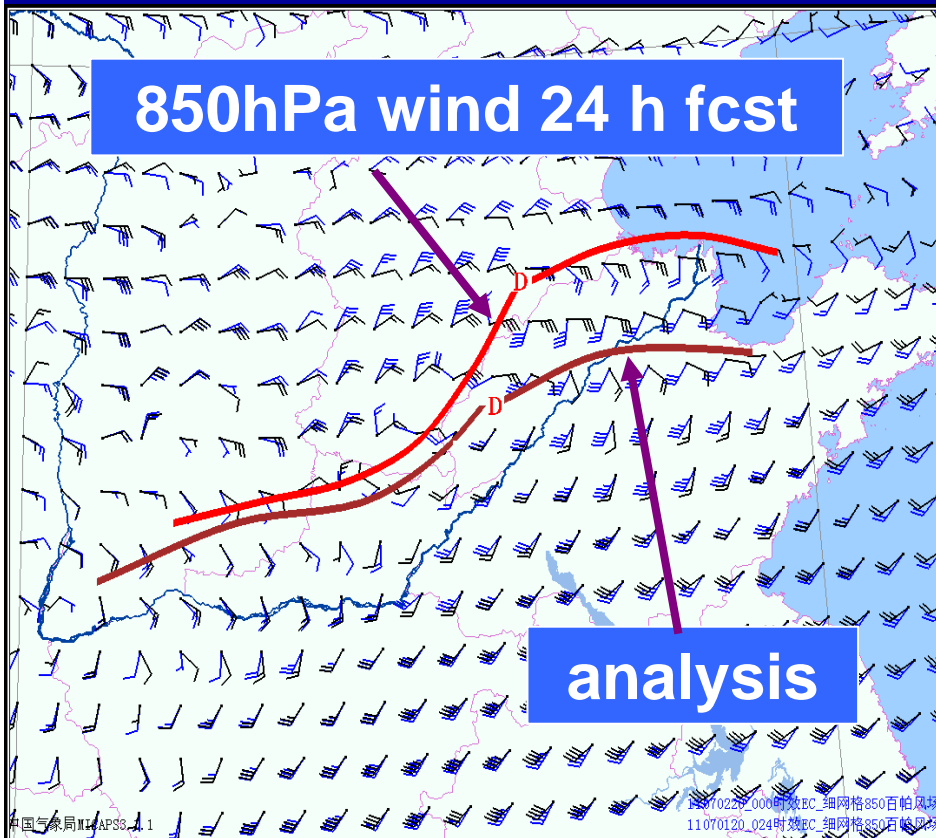 850hPa wind 24 h fcst
D
D
analysis
11070220_000时效EC_细网格850百帕风场
中国气象局MICAPS3.1.1
11070120_024时效EC_细网格850百帕风场